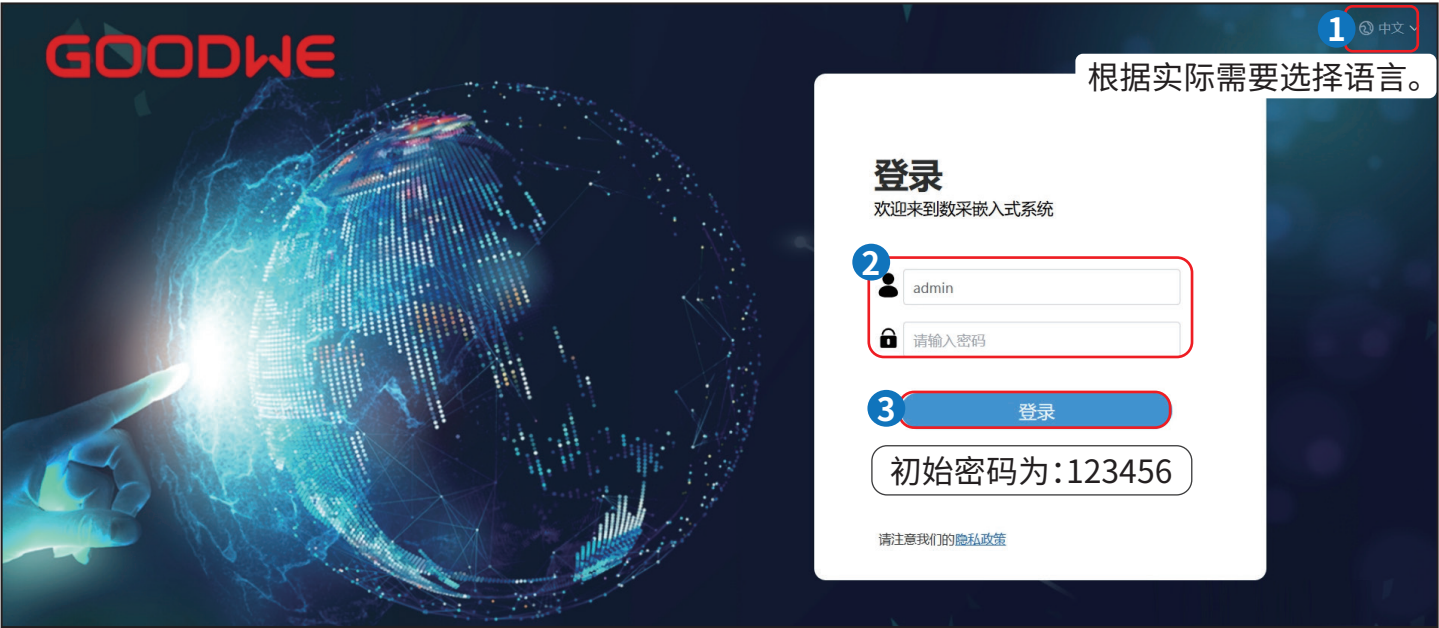 GOODWE
1
中文
根据实际需要选择语言。
登录
欢迎来到数采嵌入式系统
2
admin
请输入密码
3
登录
初始密码为:123456
请注意我们的隐私政策